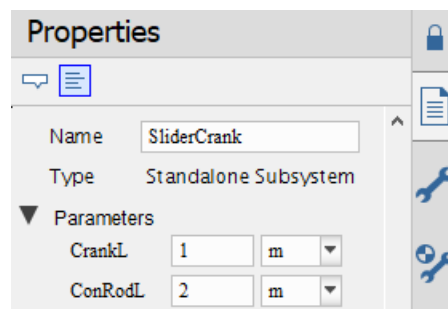 Properties
Name SliderCrank
Type Standalone Subsystem
Parameters
CrankL 1 m
ConRodL 2 m